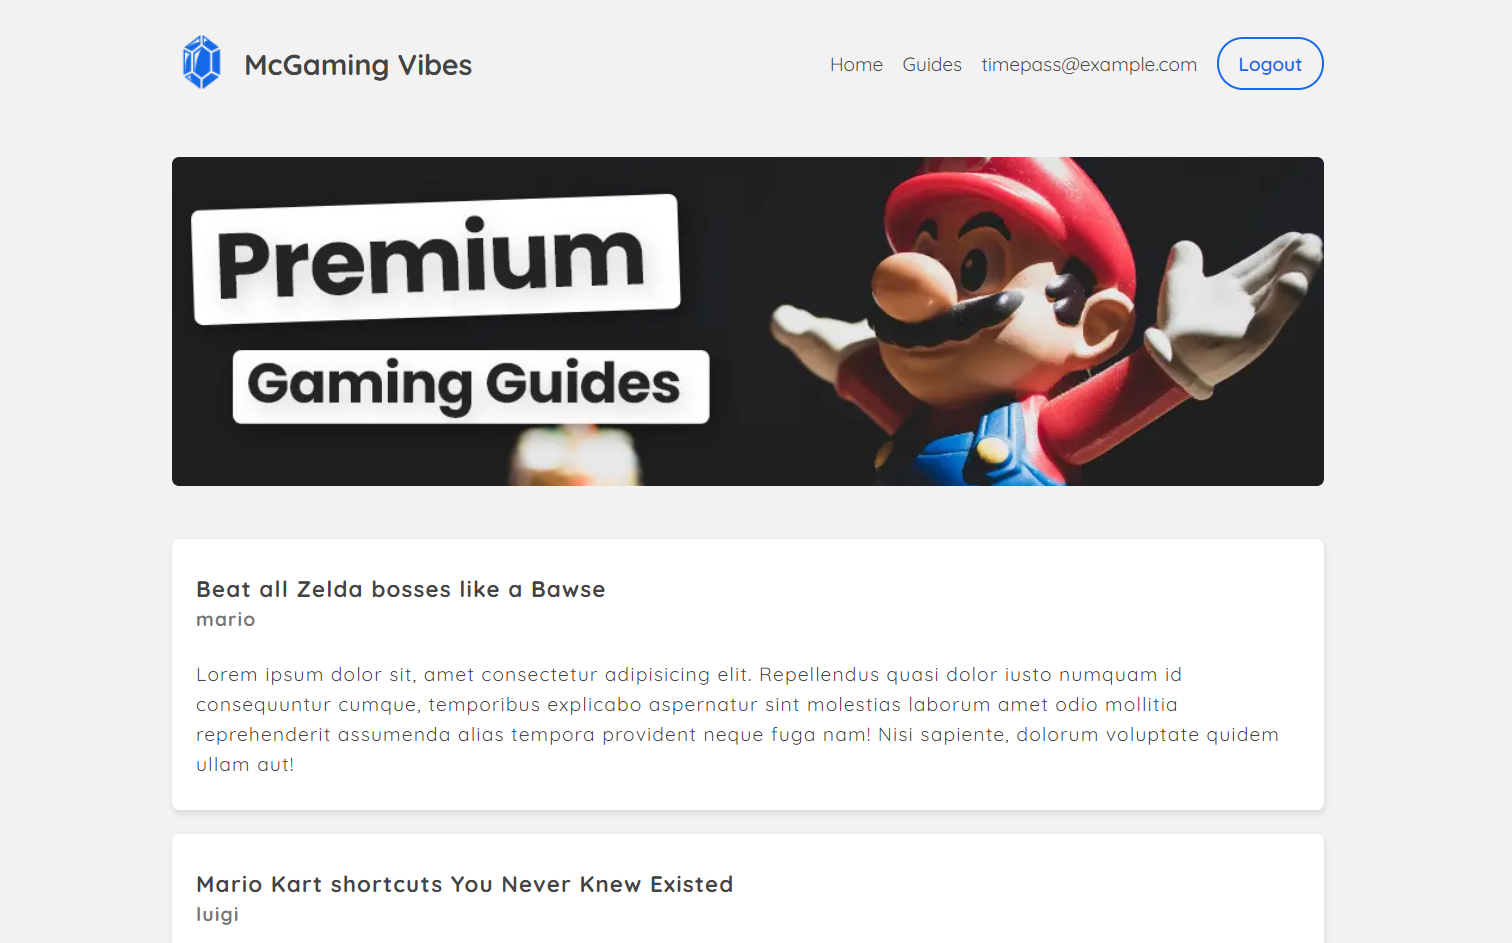 McGaming Vibes
Home Guides timepass@example.com Logout
Premium
Gaming Guides
Beat all Zelda bosses like a Bawse
mario
Lorem ipsum dolor sit, amet consectetur adipisicing elit. Repellendus quasi dolor iusto numquam id
consequuntur cumque, temporibus explicabo aspernatur sint molestias laborum amet odio mollitia
reprehenderit assumenda alias tempora provident neque fuga nam! Nisi sapiente, dolorum voluptate quidem
ullam aut!
Mario Kart shortcuts You Never Knew Existed
luigi